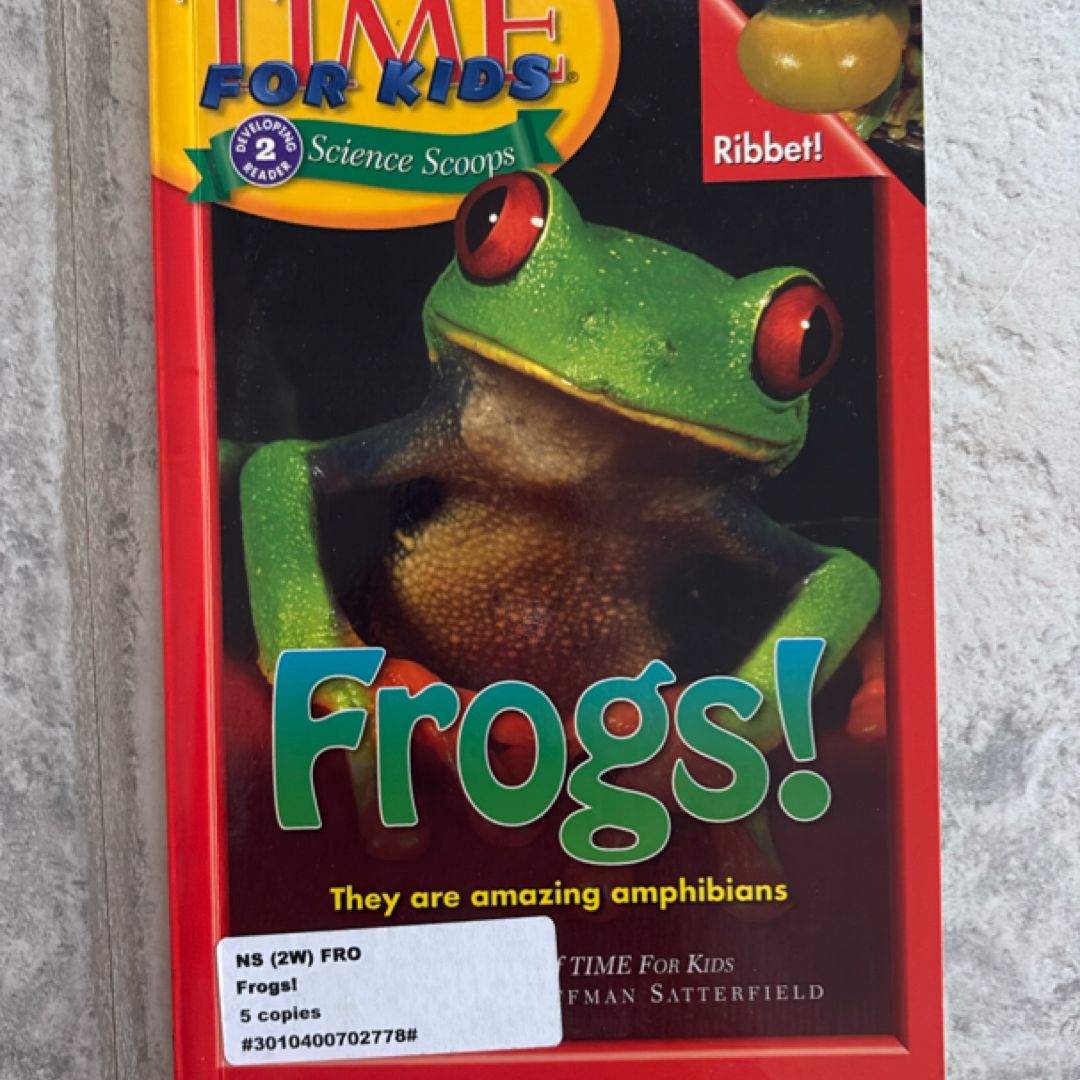 TIME
FOR KIDS®
DEVELOPING
2
READER
Science Scoops
Ribbet!
Frogs!
They are amazing amphibians
NS (2W) FRO
Frogs!
5 copies
#3010400702778#
TIME FOR KIDS
SATTERFIELD